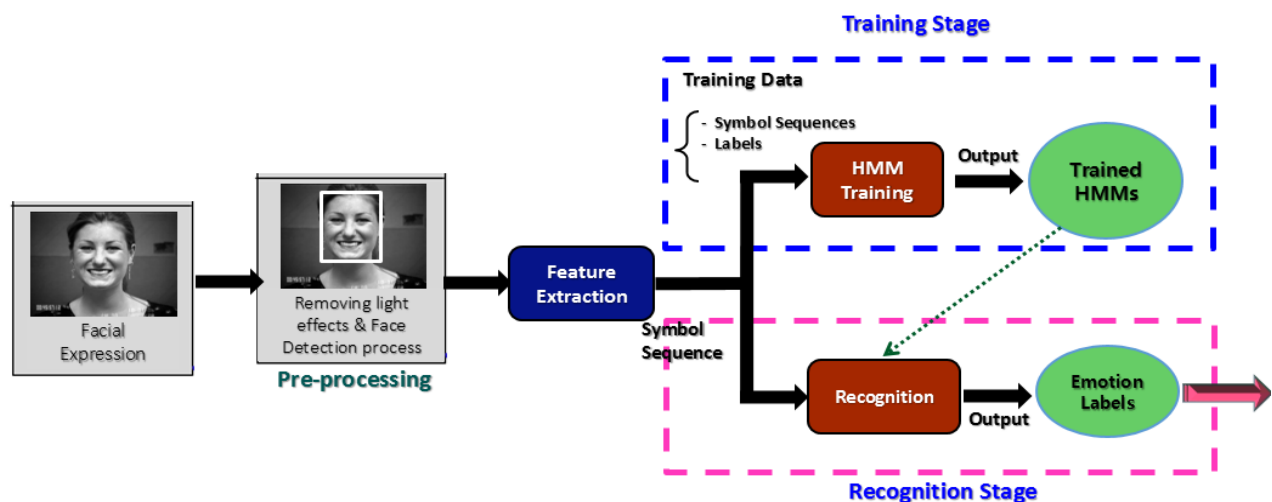 Training Stage
Training Data
- Symbol Sequences
- Labels
HMM
Training
Output
Trained
HMMs
Facial
Expression
Removing light
effects & Face
Detection process
Pre-processing
Feature
Extraction
Symbol
Sequence
Recognition
Output
Emotion
Labels
Recognition Stage